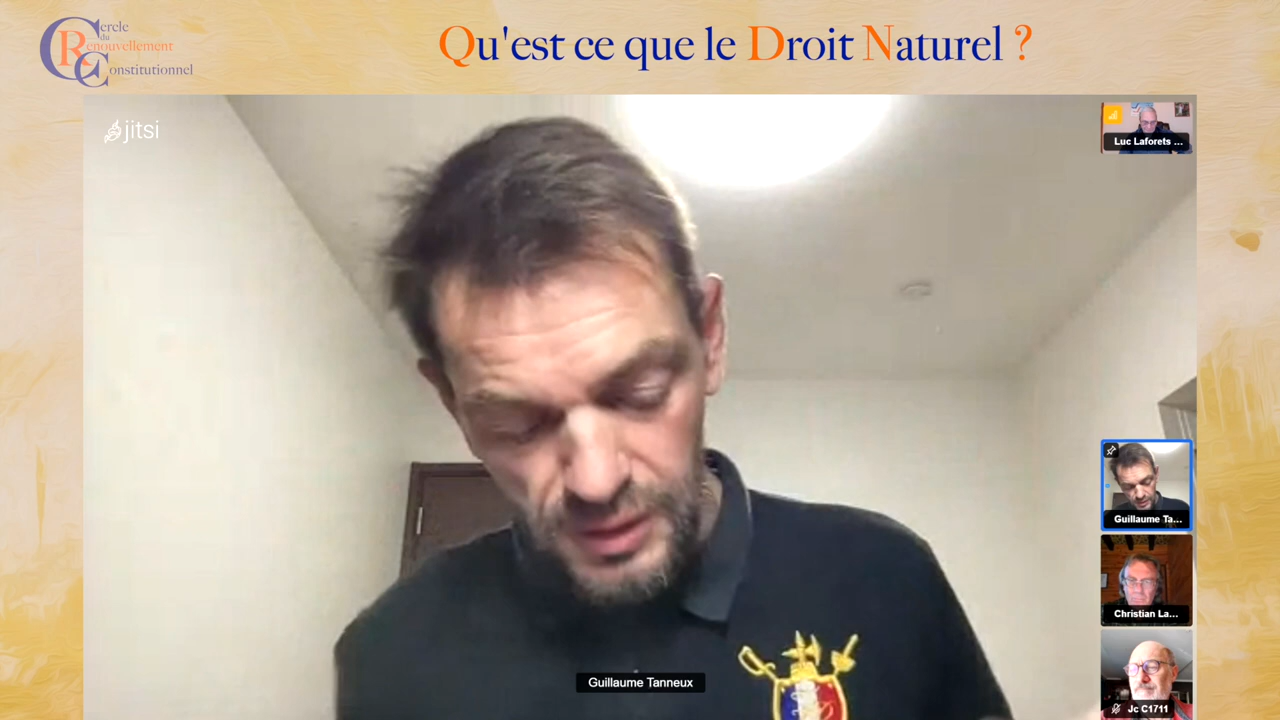 Cercle
du
Renouvellement
Constitutionnel
Qu'est ce que le Droit Naturel ?
jitsi
Luc Laforets ...
Guillaume Ta...
Christian La...
Guillaume Tanneux
Jc C1711